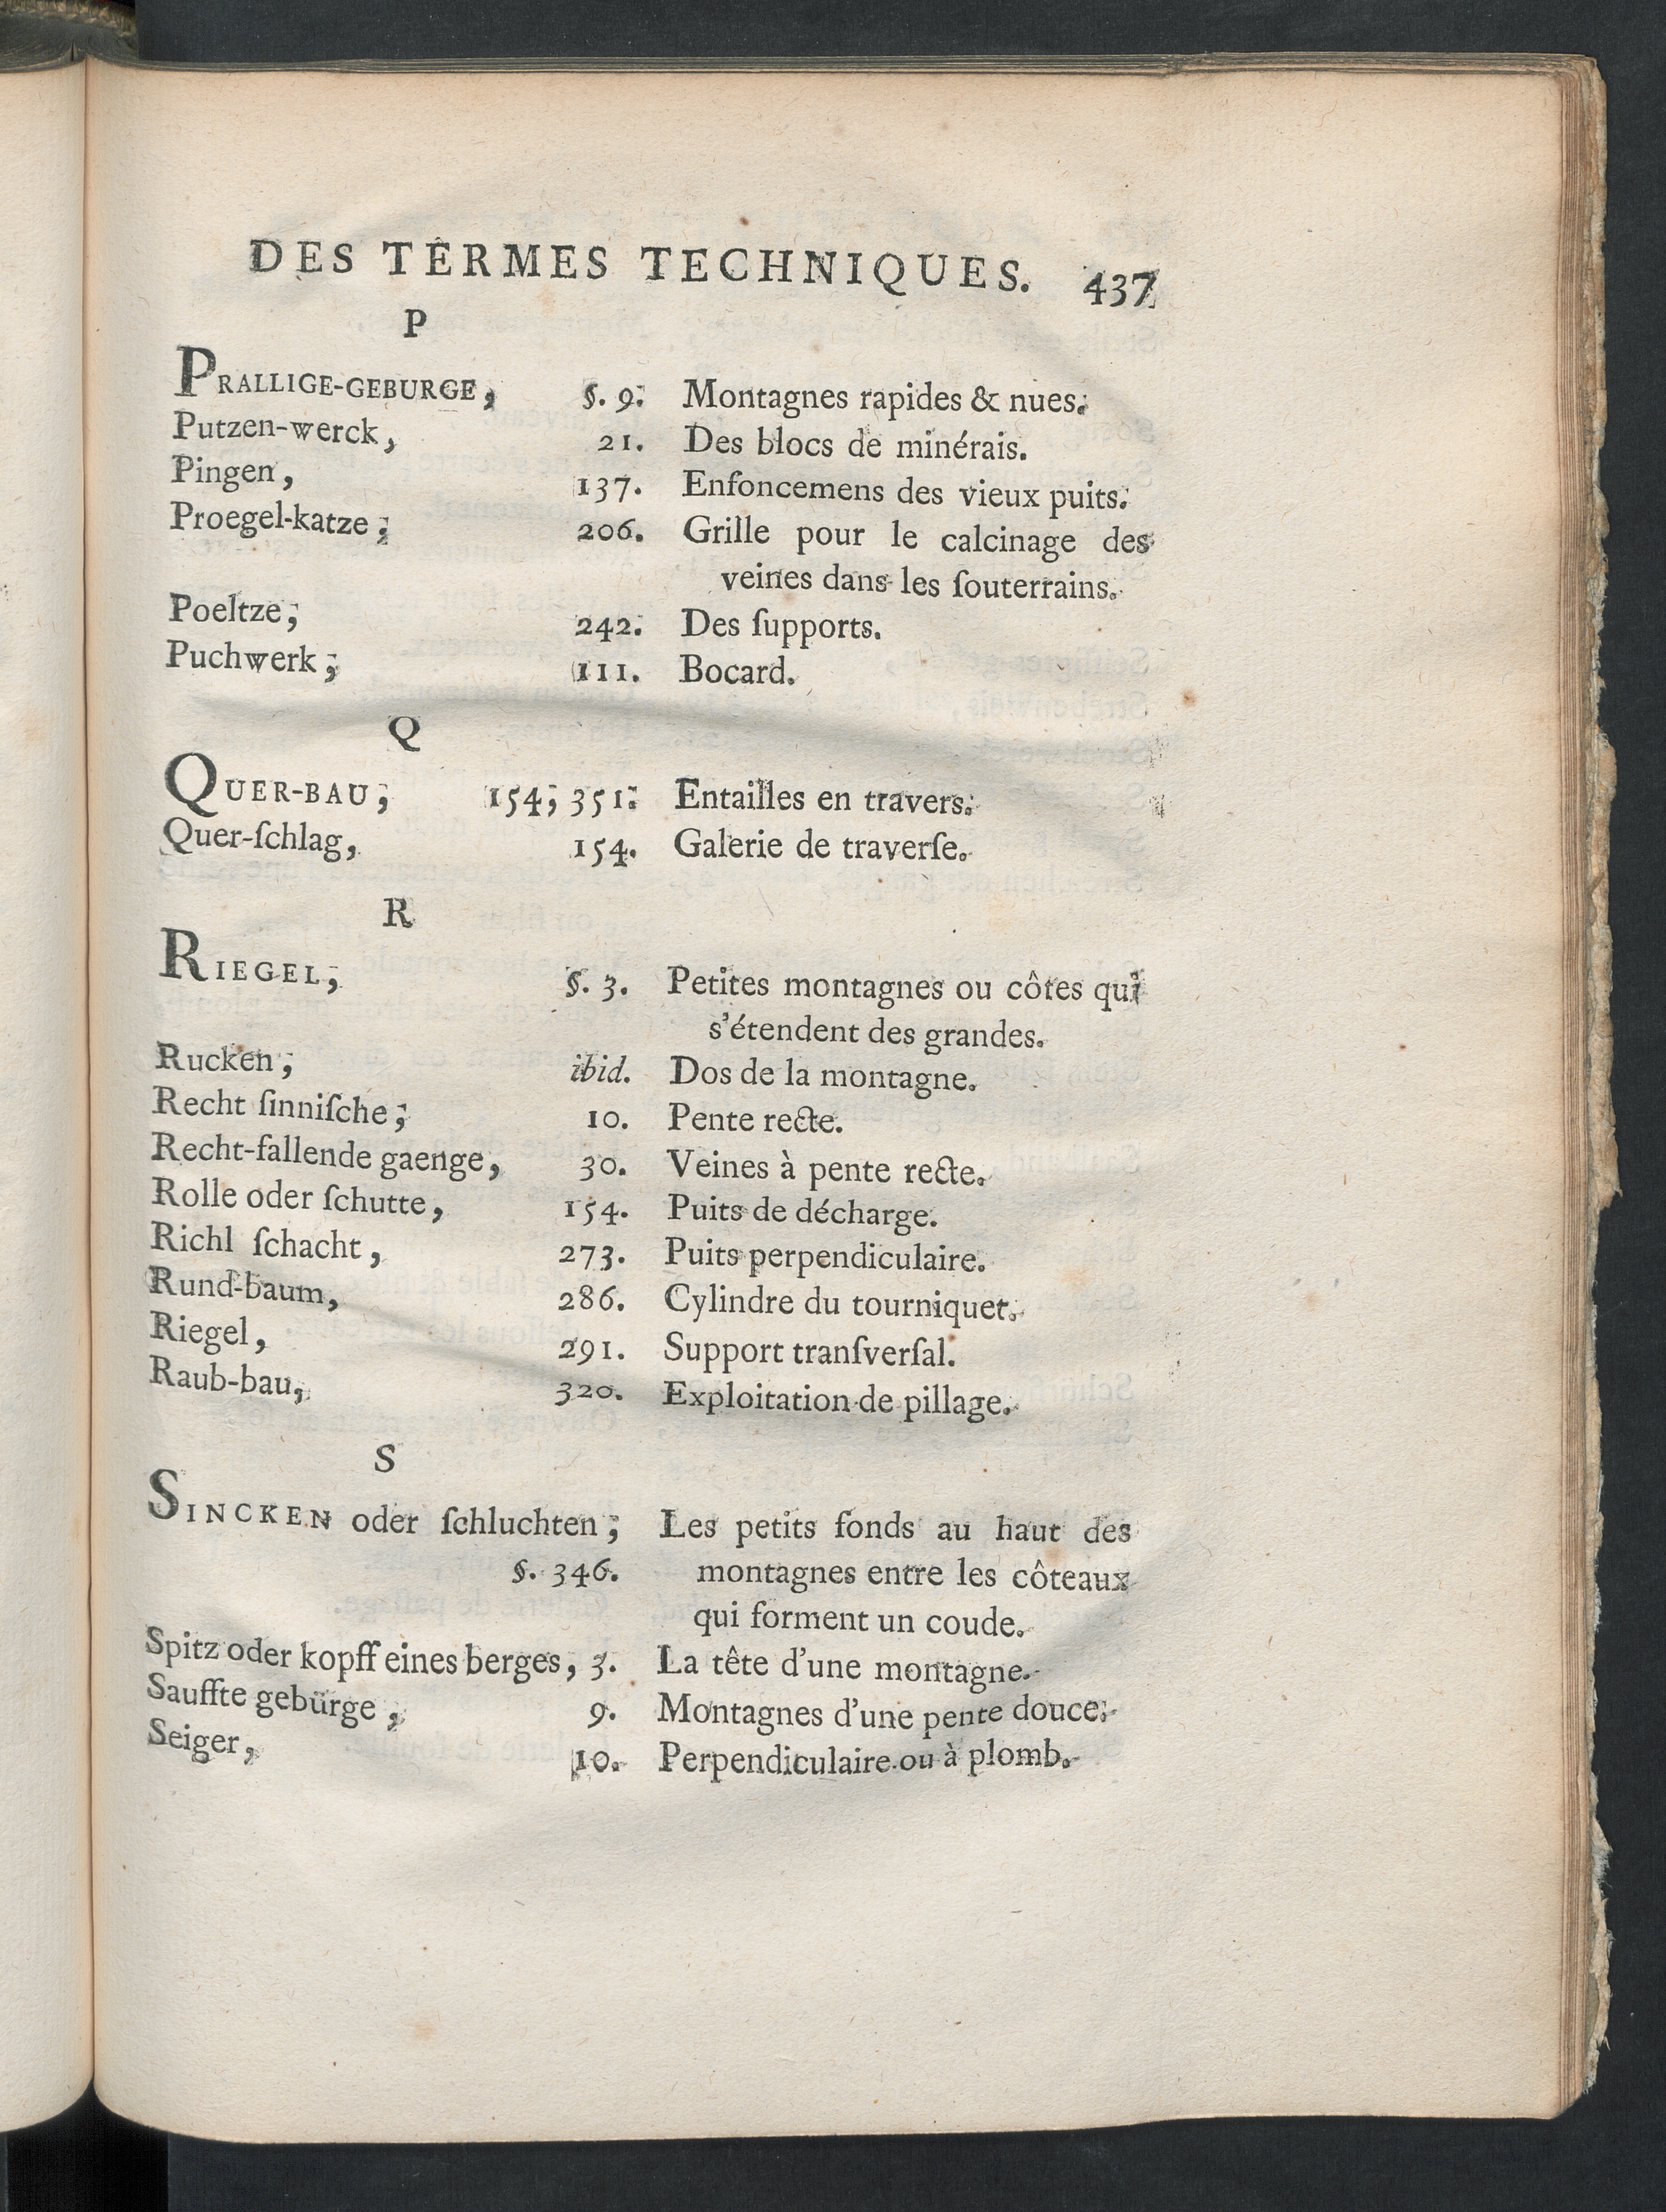 DES TERMES TECHNIQUES. 437
P
PRALLIGE-GEBURGE, §. 9. Montagnes rapides & nues.
Putzen-werck, 21. Des blocs de minérais.
Pingen, 137. Enfoncemens des vieux puits.
Proegel-katze, 206. Grille pour le calcinage des
veines dans les ſouterrains.
Poeltze, 242. Des ſupports.
Puchwerk, 111. Bocard.
Q
QUER-BAU, 154, 351. Entailles en travers.
Quer-ſchlag, 154. Galerie de traverſe.
R
RIEGEL, §. 3. Petites montagnes ou côtes qui
s'étendent des grandes.
Rucken, ibid. Dos de la montagne.
Recht ſinniſche, 10. Pente recte.
Recht-fallende gaenge, 30. Veines à pente recte.
Rolle oder ſchutte, 154. Puits de décharge.
Richl ſchacht, 273. Puits perpendiculaire.
Rund-baum, 286. Cylindre du tourniquet.
Riegel, 291. Support tranſverſal.
Raub-bau, 320. Exploitation de pillage.
S
SINCKEN oder ſchluchten, Les petits fonds au haut des
§. 346. montagnes entre les côteaux
qui forment un coude.
Spitz oder kopff eines berges, 3. La tête d'une montagne.
Sauffte gebürge, 9. Montagnes d'une pente douce.
Seiger, 10. Perpendiculaire ou à plomb.